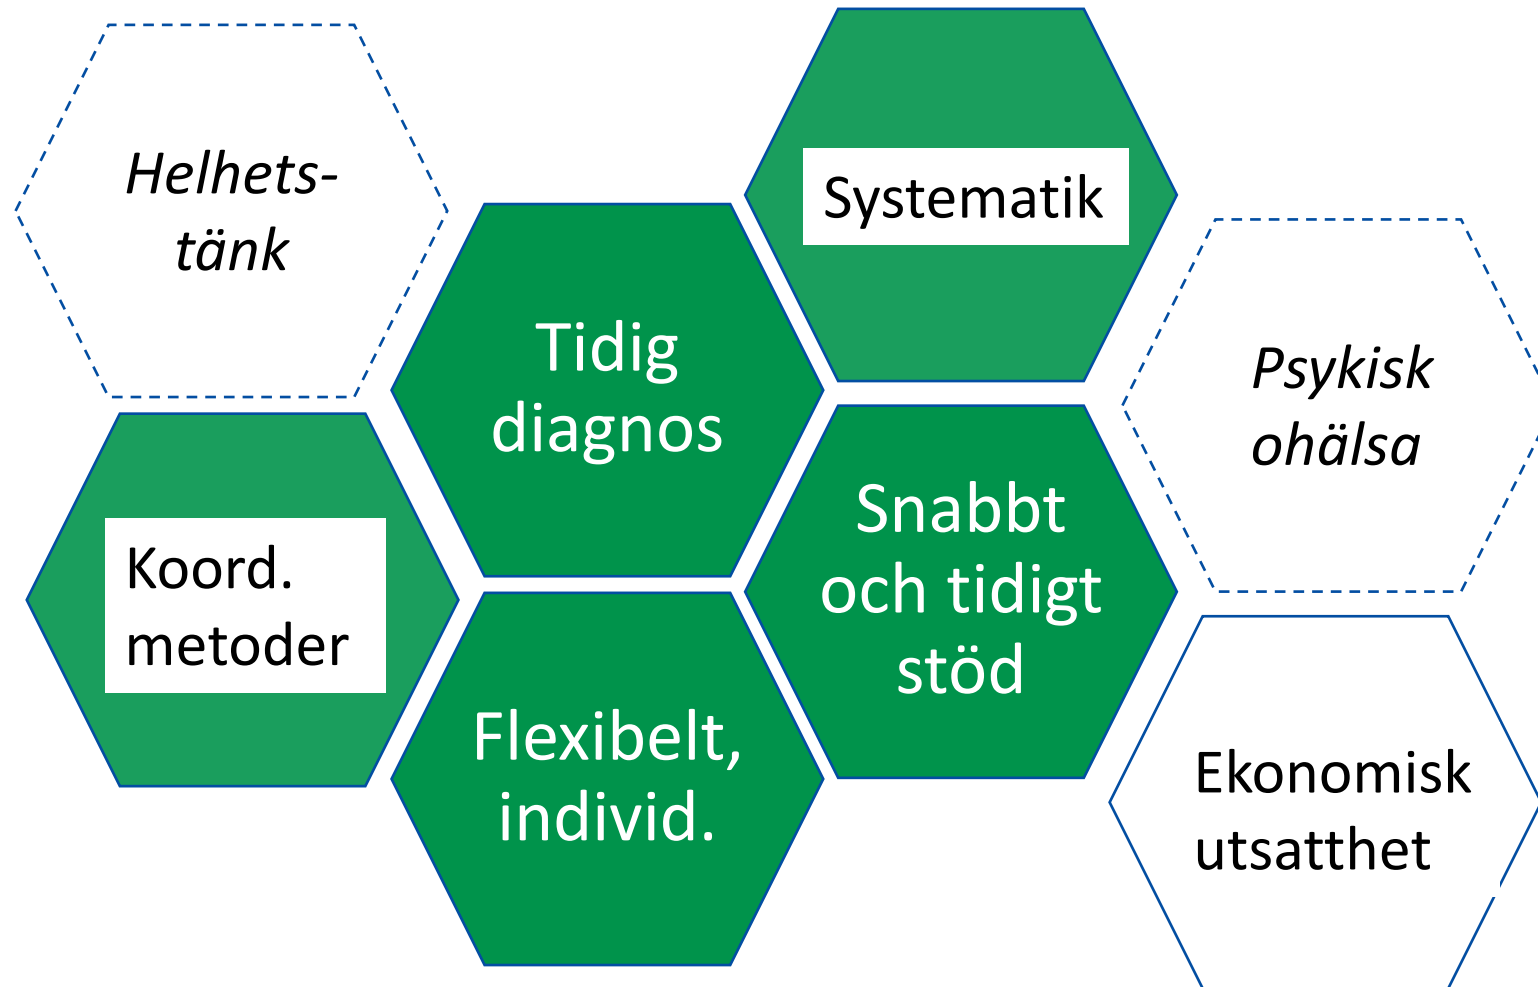 Helhets-
tänk
Systematik
Tidig
diagnos
Psykisk
ohälsa
Snabbt
och tidigt
stöd
Koord.
metoder
Flexibelt,
individ.
Ekonomisk
utsatthet